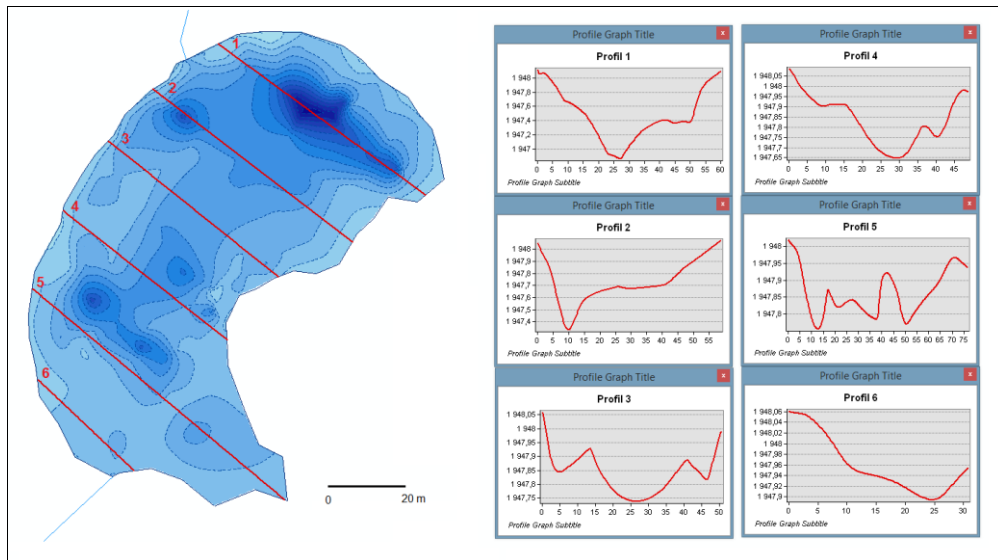 1
2
3
4
5
6
0 20 m
Profile Graph Title x
Profil 1
1 948
1 947,8
1 947,6
1 947,4
1 947,2
1 947
0 5 10 15 20 25 30 35 40 45 50 55 60
Profile Graph Subtitle
Profile Graph Title x
Profil 4
1 948,05
1 948
1 947,95
1 947,9
1 947,85
1 947,8
1 947,75
1 947,7
1 947,65
0 5 10 15 20 25 30 35 40 45
Profile Graph Subtitle
Profile Graph Title x
Profil 2
1 948
1 947,9
1 947,8
1 947,7
1 947,6
1 947,5
1 947,4
0 5 10 15 20 25 30 35 40 45 50 55
Profile Graph Subtitle
Profile Graph Title x
Profil 5
1 948
1 947,95
1 947,9
1 947,85
1 947,8
0 5 10 15 20 25 30 35 40 45 50 55 60 65 70 75
Profile Graph Subtitle
Profile Graph Title x
Profil 3
1 948,05
1 948
1 947,95
1 947,9
1 947,85
1 947,8
1 947,75
0 5 10 15 20 25 30 35 40 45 50
Profile Graph Subtitle
Profile Graph Title x
Profil 6
1 948,06
1 948,04
1 948,02
1 948
1 947,98
1 947,96
1 947,94
1 947,92
1 947,9
0 5 10 15 20 25 30
Profile Graph Subtitle